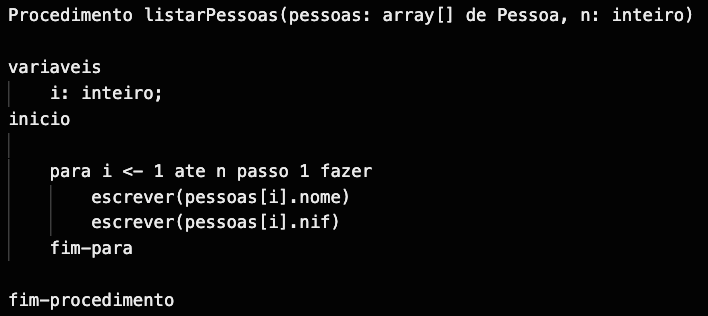 Procedimento listarPessoas(pessoas: array[] de Pessoa, n: inteiro)
variaveis
i: inteiro;
inicio
para i <- 1 ate n passo 1 fazer
escrever(pessoas[i].nome)
escrever(pessoas[i].nif)
fim-para
fim-procedimento